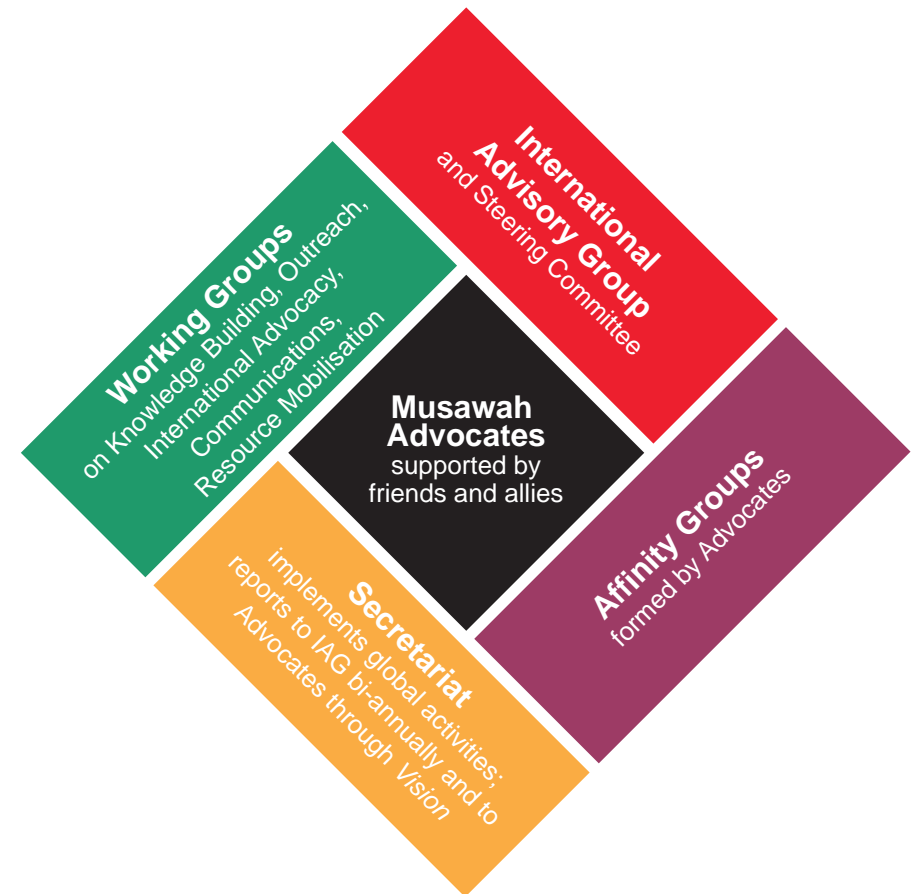 International
Advisory Group
and Steering Committee
Working Groups
on Knowledge Building, Outreach,
International Advocacy,
Communications,
Resource Mobilisation
Musawah
Advocates
supported by
friends and allies
Affinity Groups
formed by Advocates
Secretariat
implements global activities;
reports to IAG bi-annually and to
Advocates through Vision